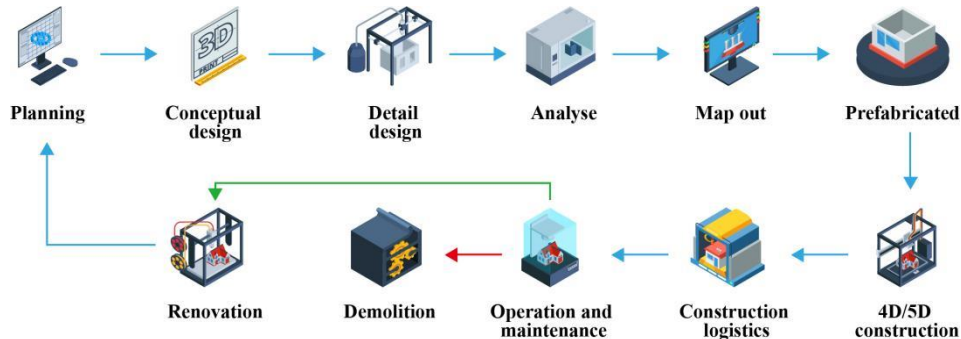 3D
PRINT
Planning
Conceptual
design
Detail
design
Analyse
Map out
Prefabricated
Renovation
Demolition
Operation and
maintenance
Construction
logistics
4D/5D
construction